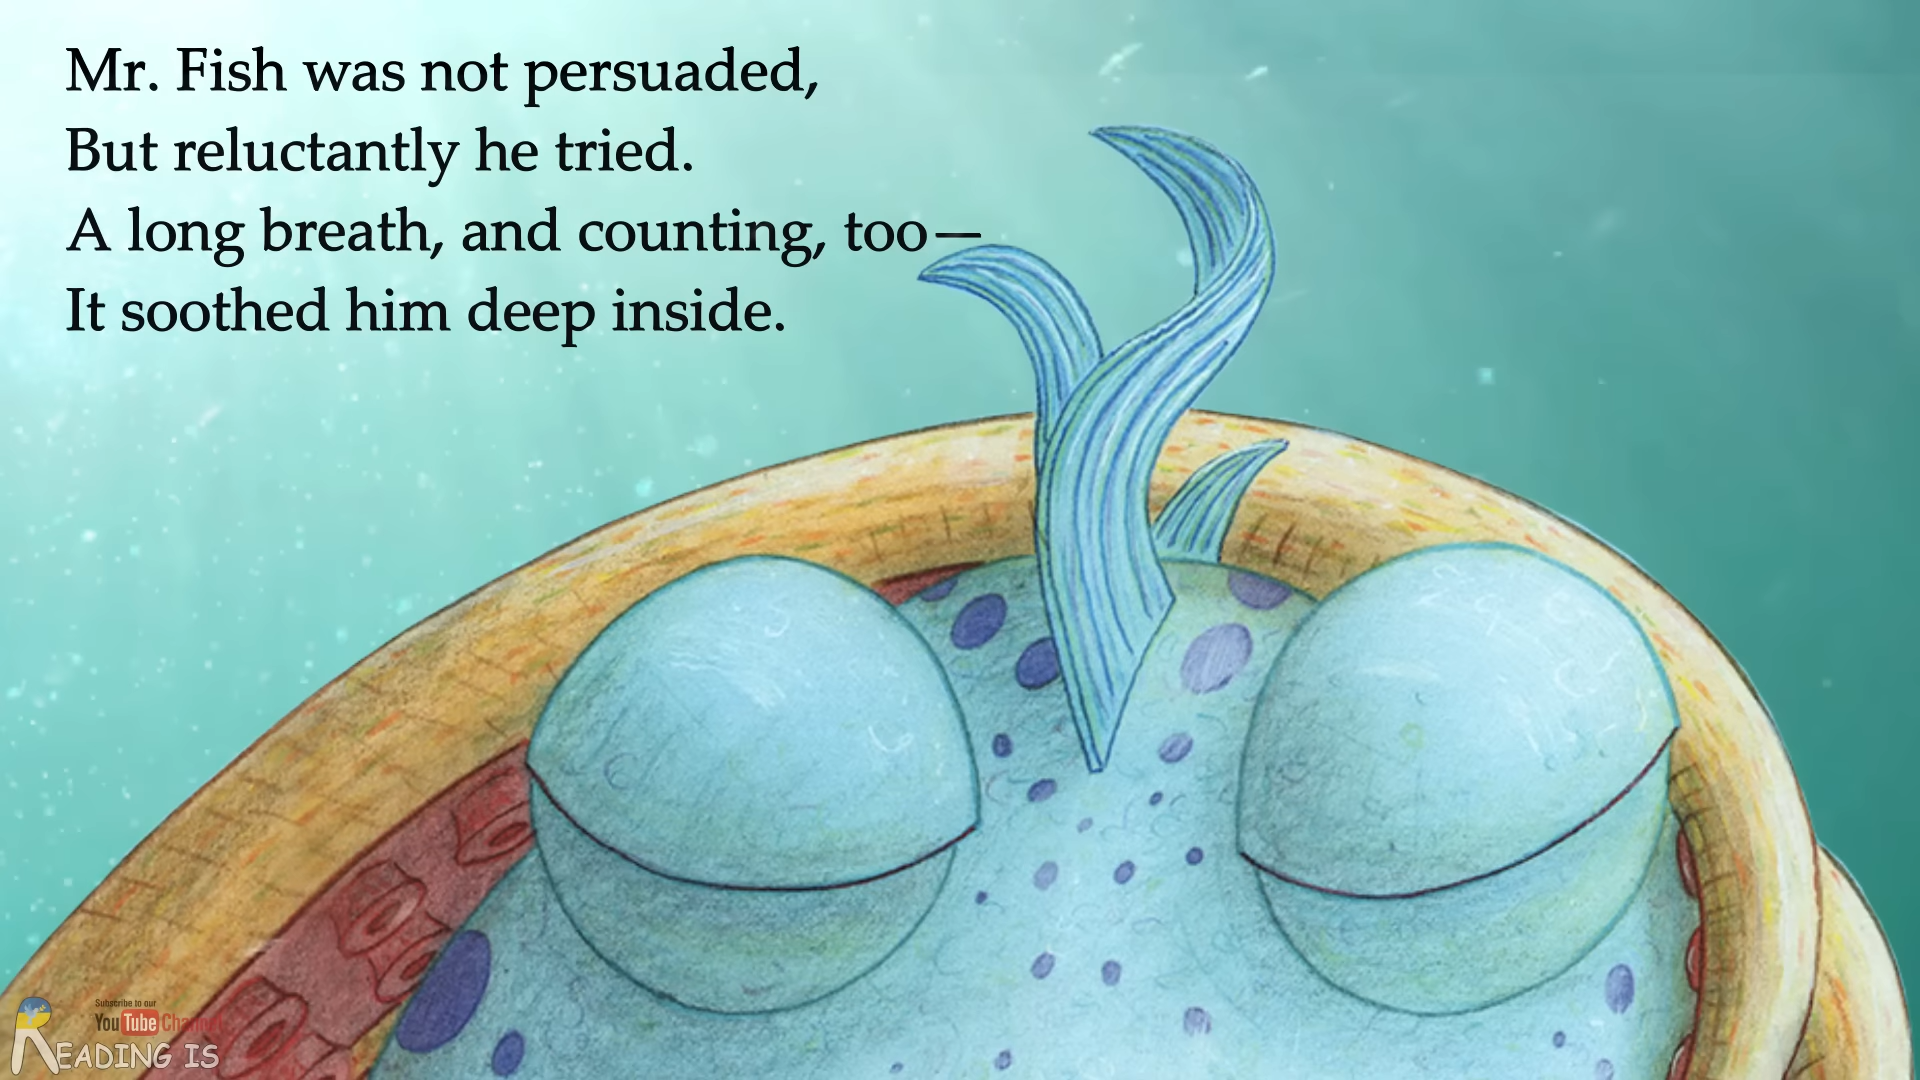 Mr. Fish was not persuaded,
But reluctantly he tried.
A long breath, and counting, too—
It soothed him deep inside.
Subscribe to our
YouTube Channel
READING IS